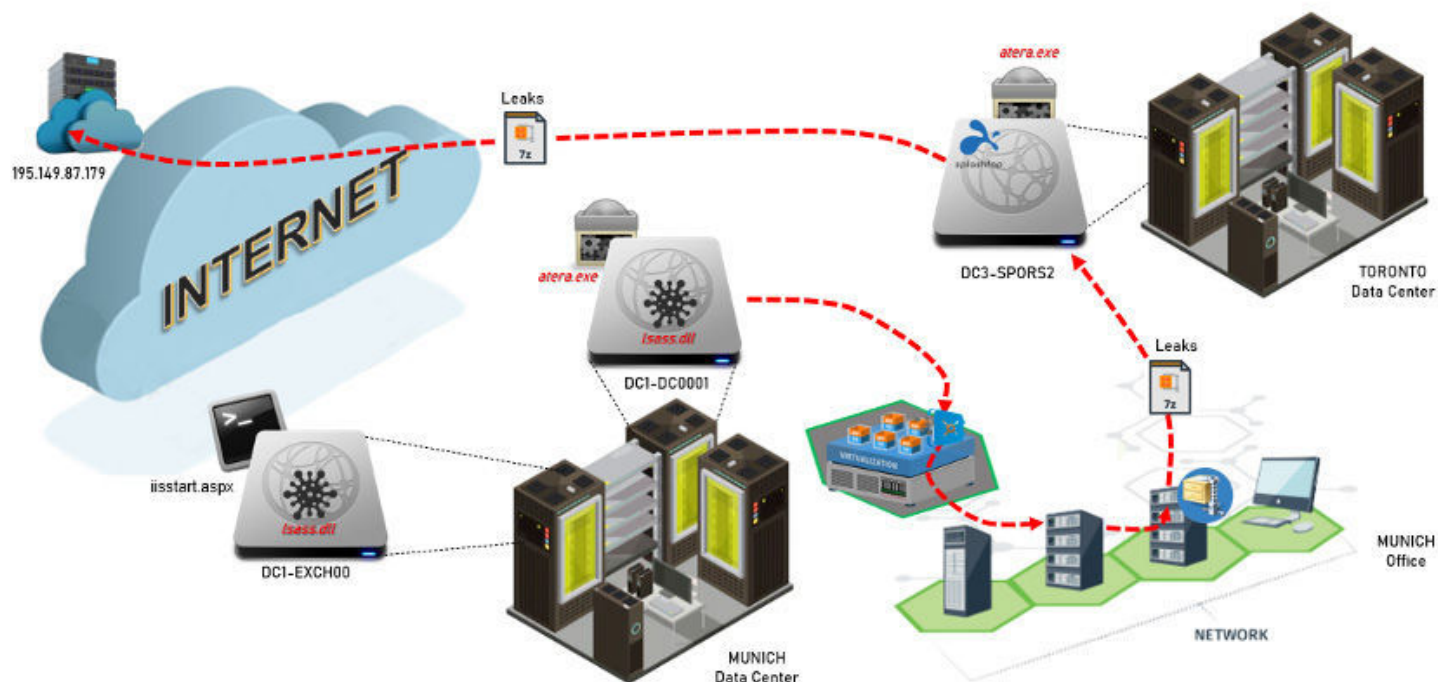 atera.exe
Leaks
7z
195.149.87.179
splashtop
INTERNET
DC3-SPORS2
TORONTO
Data Center
atera.exe
lsass.dll
DC1-DC0001
Leaks
7z
VIRTUALIZATION
iisstart.aspx
lsass.dll
DC1-EXCH00
MUNICH
Office
NETWORK
MUNICH
Data Center